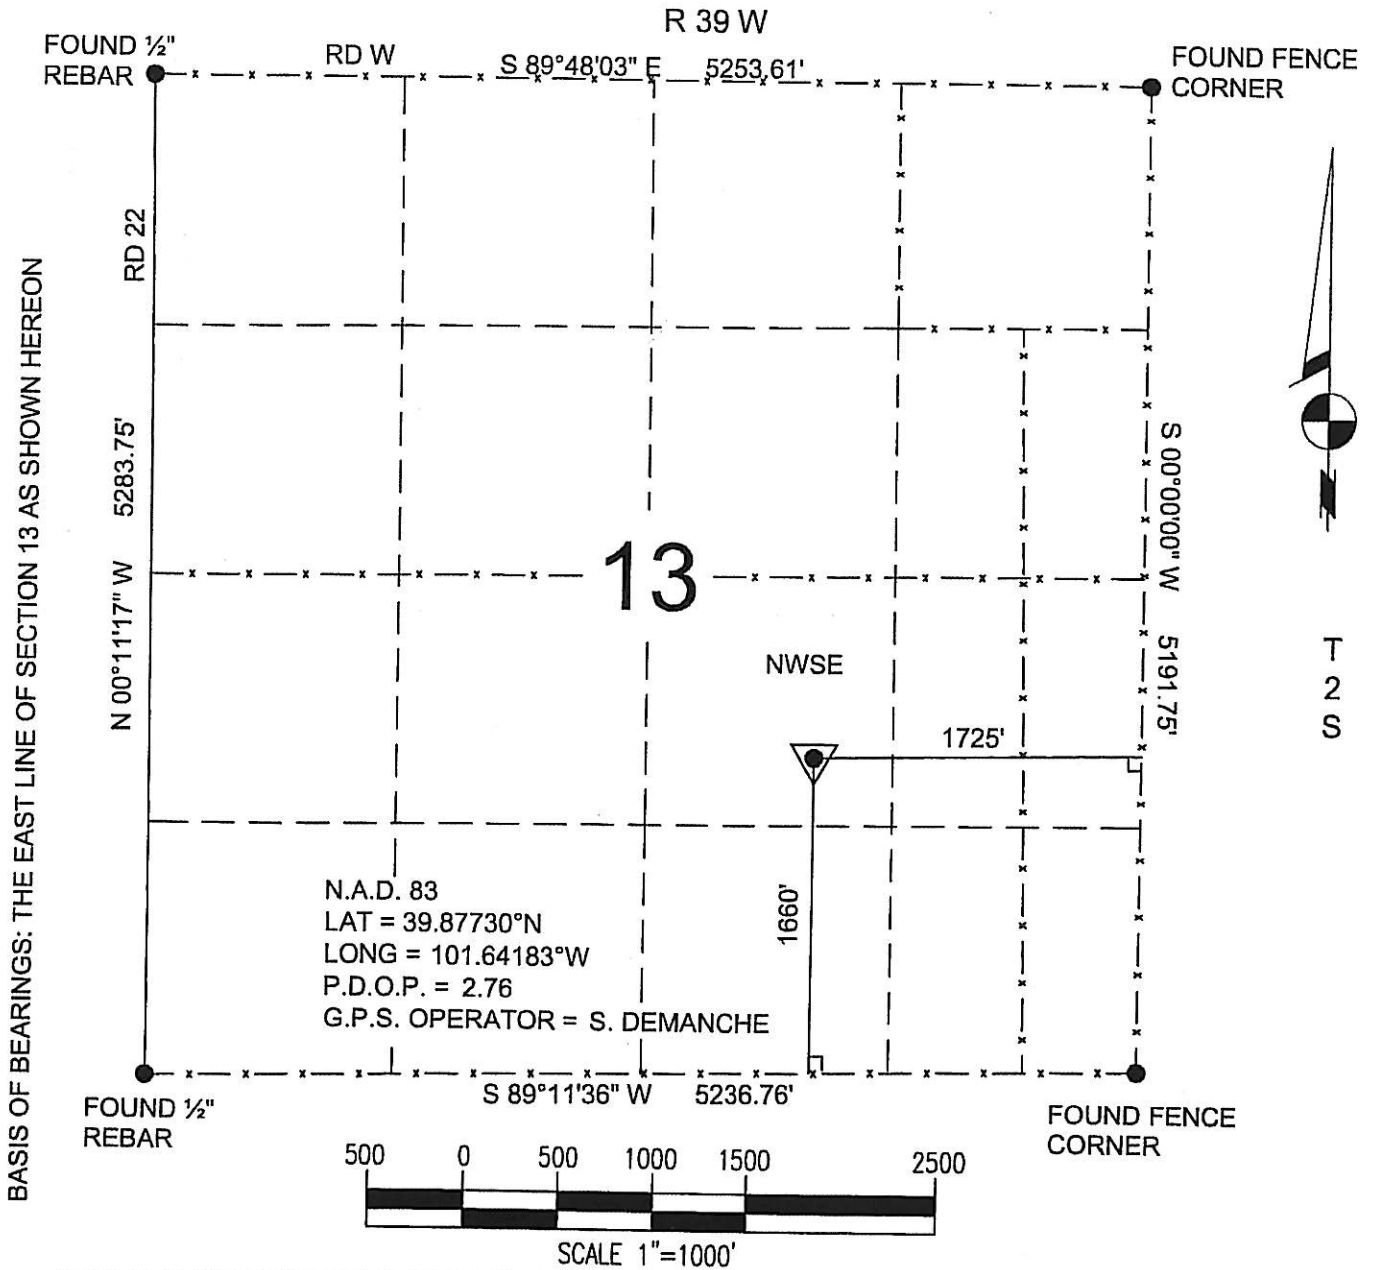 R 39 W
FOUND ½"
REBAR
RD W
S 89°48'03" E 5253.61'
FOUND FENCE
CORNER
RD 22
BASIS OF BEARINGS: THE EAST LINE OF SECTION 13 AS SHOWN HEREON
N 00°11'17" W 5283.75'
S 00°00'00" W 5191.75'
13
T
2
S
NWSE
1725'
1660'
N
N.A.D. 83
LAT = 39.87730°N
LONG = 101.64183°W
P.D.O.P. = 2.76
G.P.S. OPERATOR = S. DEMANCHE
S 89°11'36" W 5236.76'
FOUND ½"
REBAR
FOUND FENCE
CORNER
500 0 500 1000 1500 2500
SCALE 1"=1000'